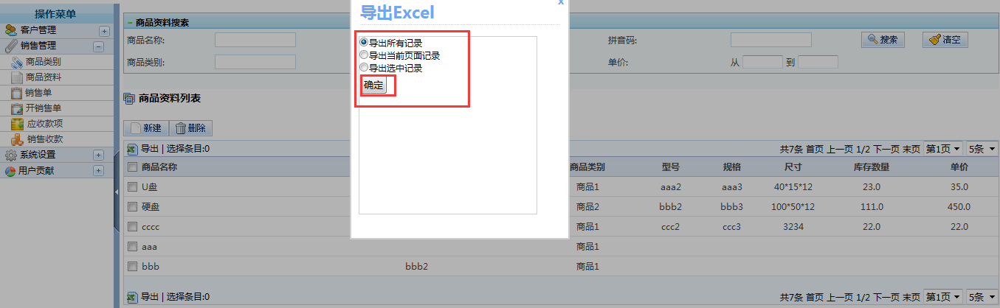 操作菜单
客户管理
销售管理
商品类别
商品资料
销售单
开销售单
应收款项
销售收款
系统设置
用户贡献
商品资料搜索
商品名称:
拼音码:
搜索
清空
商品类别:
单价:
从
到
商品资料列表
新建
删除
导出 | 选择条目:0
共7条 首页 上一页 1/2 下一页 末页 第1页 5条
商品名称 商品类别 型号 规格 尺寸 库存数量 单价
U盘 商品1 aaa2 aaa3 40*15*12 23.0 35.0
硬盘 商品2 bbb2 bbb3 100*50*12 111.0 450.0
cccc 商品1 ccc2 ccc3 3234 22.0 22.0
aaa 商品1
bbb bbb2 商品1
导出 | 选择条目:0
共7条 首页 上一页 1/2 下一页 末页 第1页 5条
x
导出Excel
导出所有记录
导出当前页面记录
导出选中记录
确定